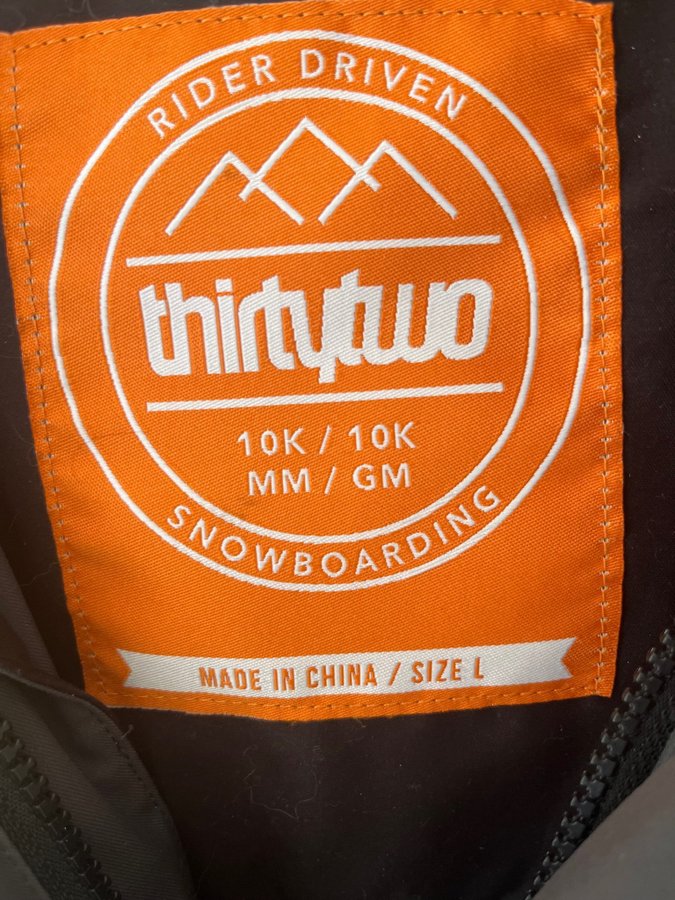 RIDER DRIVEN
thirtytwo
10K / 10K
MM / GM
SNOWBOARDING
MADE IN CHINA / SIZE L